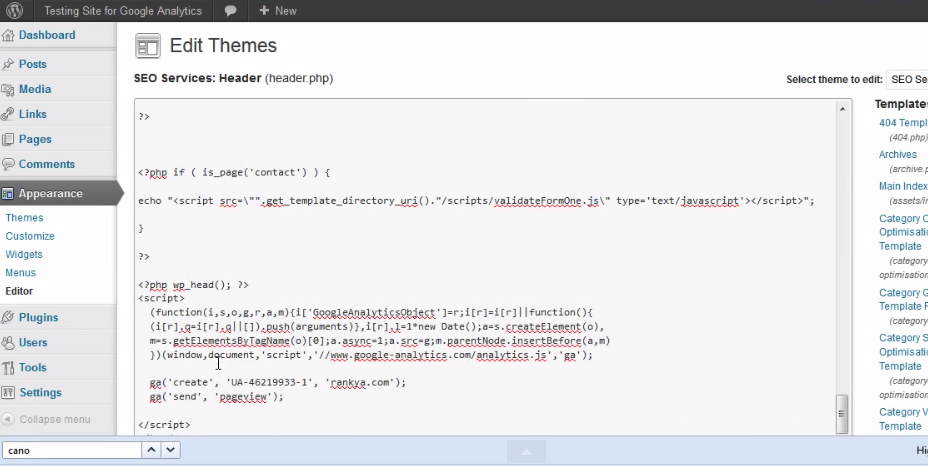 Testing Site for Google Analytics
+ New
Dashboard
Posts
Media
Links
Pages
Comments
Appearance
Themes
Customize
Widgets
Menus
Editor
Plugins
Users
Tools
Settings
Collapse menu
Edit Themes
SEO Services: Header (header.php)
Select theme to edit: SEO Se
?>
<?php if ( is_page('contact') ) {
echo "<script src=\"".get_template_directory_uri()."/scripts/validateFormOne.js\" type='text/javascript'></script>";
}
?>
<?php wp_head(); ?>
<script>
(function(i,s,o,g,r,a,m){i['GoogleAnalyticsObject']=r;i[r]=i[r]||function(){
(i[r].q=i[r].q||[]).push(arguments)},i[r].l=1*new Date();a=s.createElement(o),
m=s.getElementsByTagName(o)[0];a.async=1;a.src=g;m.parentNode.insertBefore(a,m)
})(window,document,'script','//www.google-analytics.com/analytics.js','ga');
ga('create', 'UA-46219933-1', 'rankya.com');
ga('send', 'pageview');
</script>
Templates
404 Templ
(404.php)
Archives
(archive.p
Main Index
(assets/in
Category O
Optimisati
Template
(category
optimisation
Category G
Template F
(category
Category S
Optimisati
Template
(category
optimisation
Category V
Template
cano
Hi